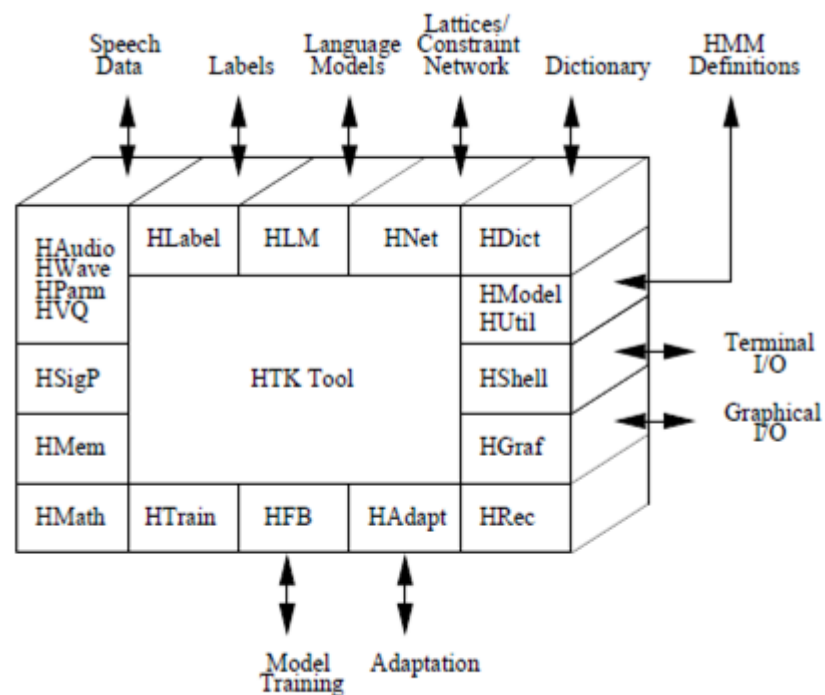 Speech
Data
Labels
Language
Models
Lattices/
Constraint
Network
Dictionary
HMM
Definitions
HAudio
HWave
HParm
HVQ
HLabel
HLM
HNet
HDict
HModel
HUtil
HSigP
HTK Tool
HShell
Terminal
I/O
HMem
HGraf
Graphical
I/O
HMath
HTrain
HFB
HAdapt
HRec
Model
Training
Adaptation